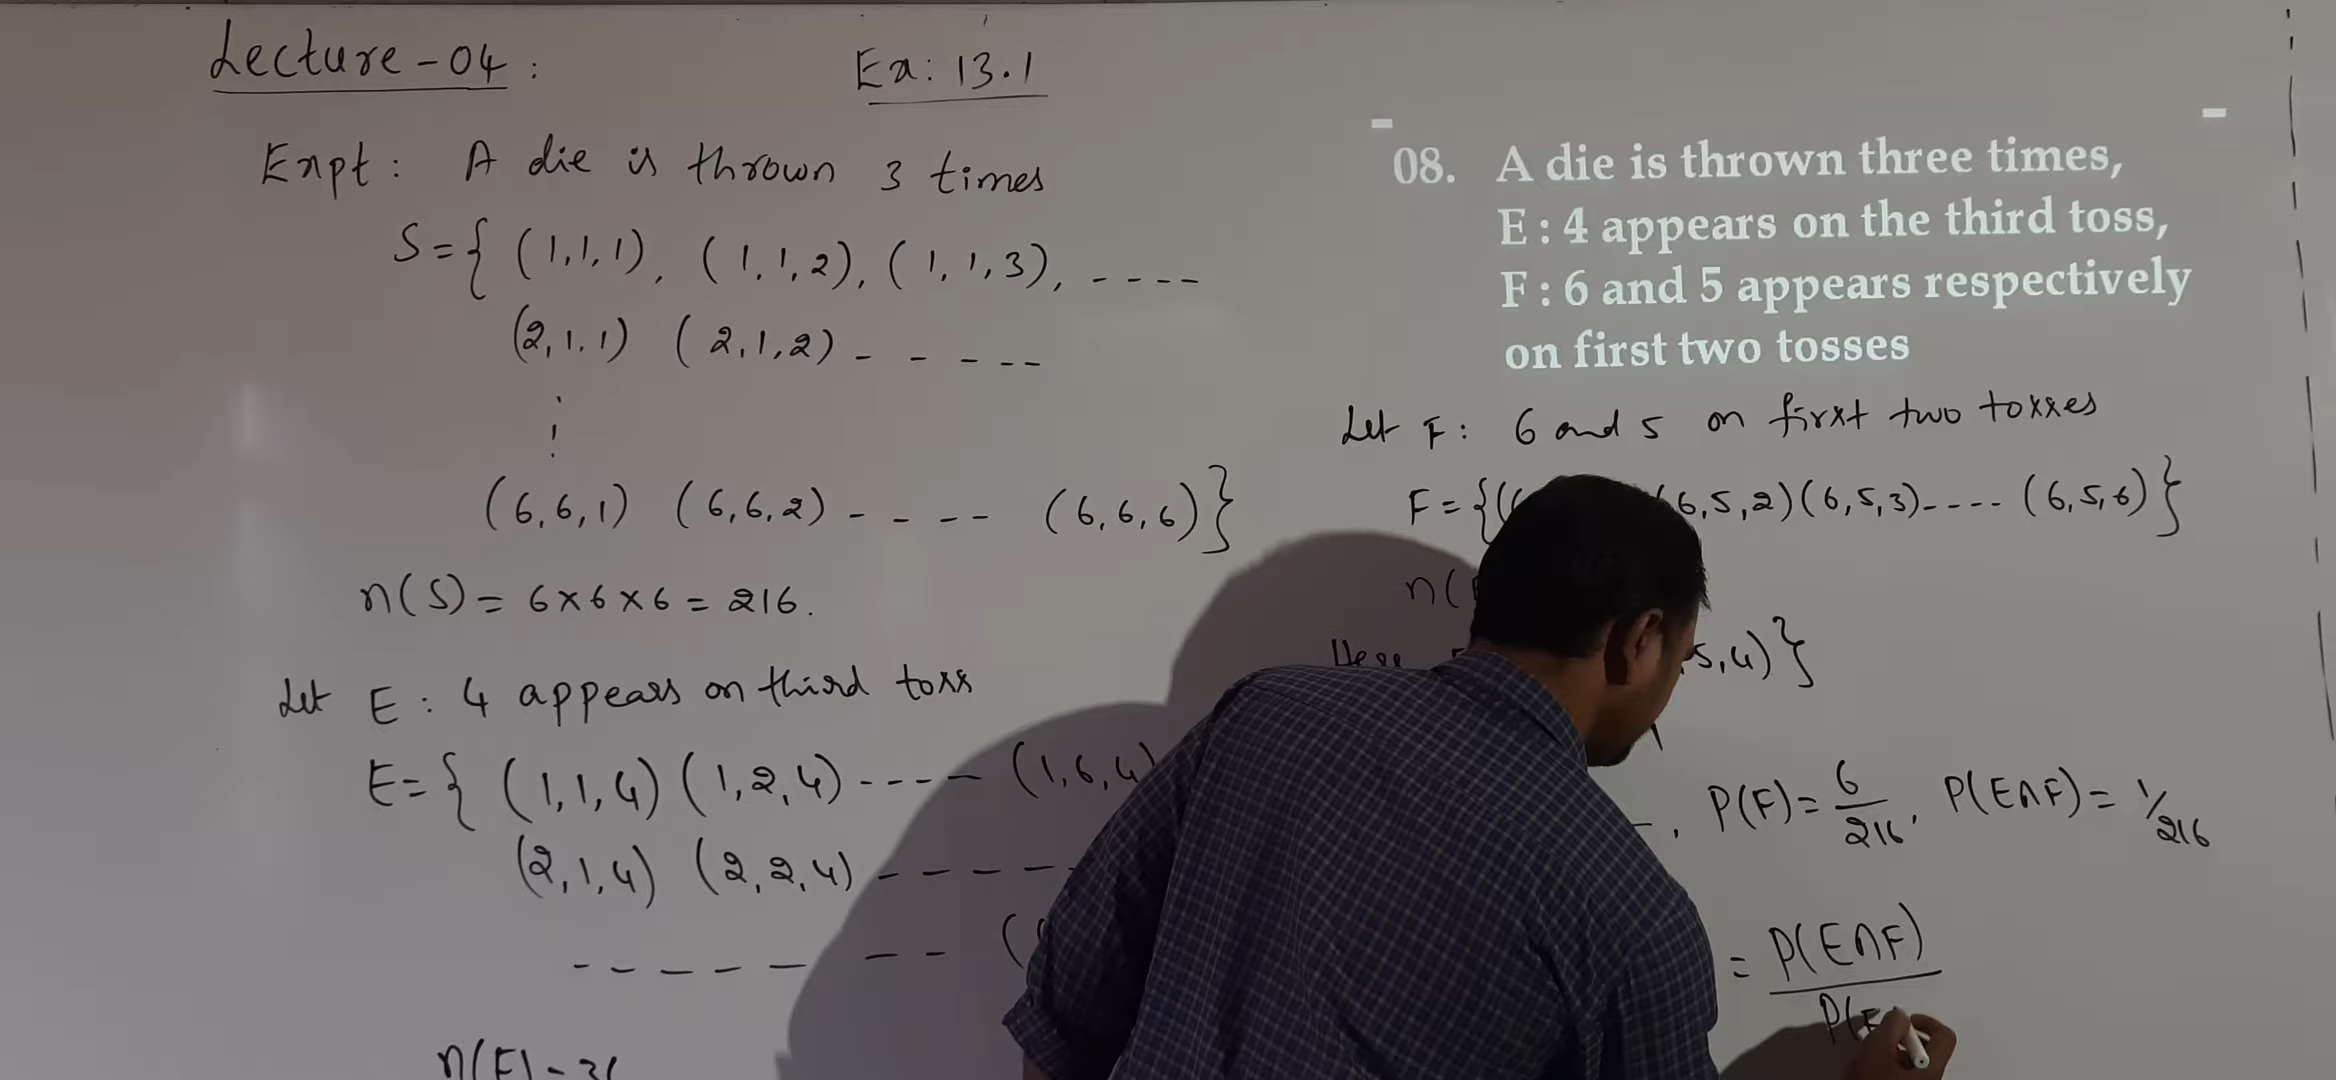 Lecture-04 :
Ex: 13.1
Expt : A die is thrown 3 times
S = { (1,1,1), (1,1,2), (1,1,3), ----
(2,1,1) (2,1,2) - - - --
(6,6,1) (6,6,2) - - -- (6,6,6) }
n(S) = 6×6×6 = 216.
Let E : 4 appears on third toss
E = { (1,1,4) (1,2,4) ---- (1,6,4)
(2,1,4) (2,2,4) - - - - -
- - - - - - - (
n(E) = 36
08. A die is thrown three times,
E : 4 appears on the third toss,
F : 6 and 5 appears respectively
on first two tosses
Let F : 6 and 5 on first two tosses
F = {( (6,5,2) (6,5,3) ---- (6,5,6) }
n(
Here 5,4) }
, P(F) = 6/216, P(E∩F) = 1/216
= P(E∩F)
P(F